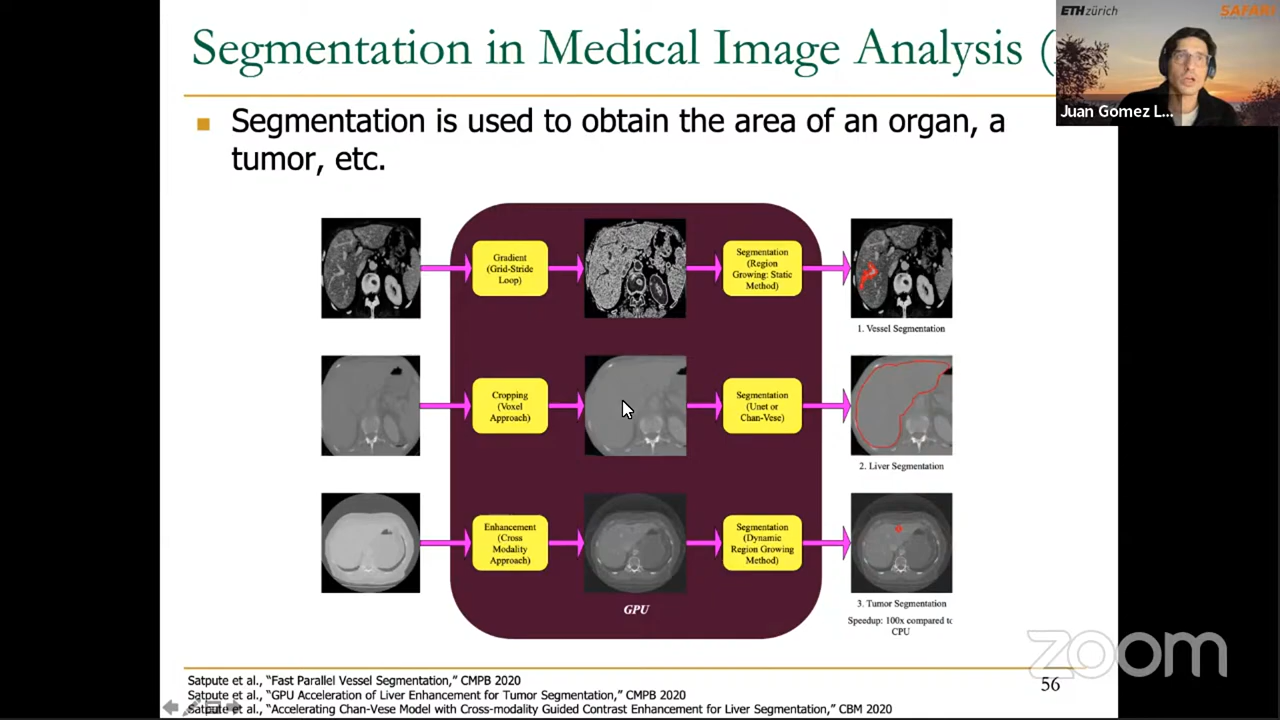 Segmentation in Medical Image Analysis (
ETH zürich
SAFARI
Juan Gomez L...
Segmentation is used to obtain the area of an organ, a
tumor, etc.
Gradient
(Grid-Stride
Loop)
Segmentation
(Region
Growing: Static
Method)
1. Vessel Segmentation
Cropping
(Voxel
Approach)
Segmentation
(Unet or
Chan-Vese)
2. Liver Segmentation
Enhancement
(Cross
Modality
Approach)
Segmentation
(Dynamic
Region Growing
Method)
3. Tumor Segmentation
Speedup: 100x compared to
CPU
GPU
zoom
Satpute et al., “Fast Parallel Vessel Segmentation,” CMPB 2020
Satpute et al., “GPU Acceleration of Liver Enhancement for Tumor Segmentation,” CMPB 2020
Satpute et al., “Accelerating Chan-Vese Model with Cross-modality Guided Contrast Enhancement for Liver Segmentation,” CBM 2020
56